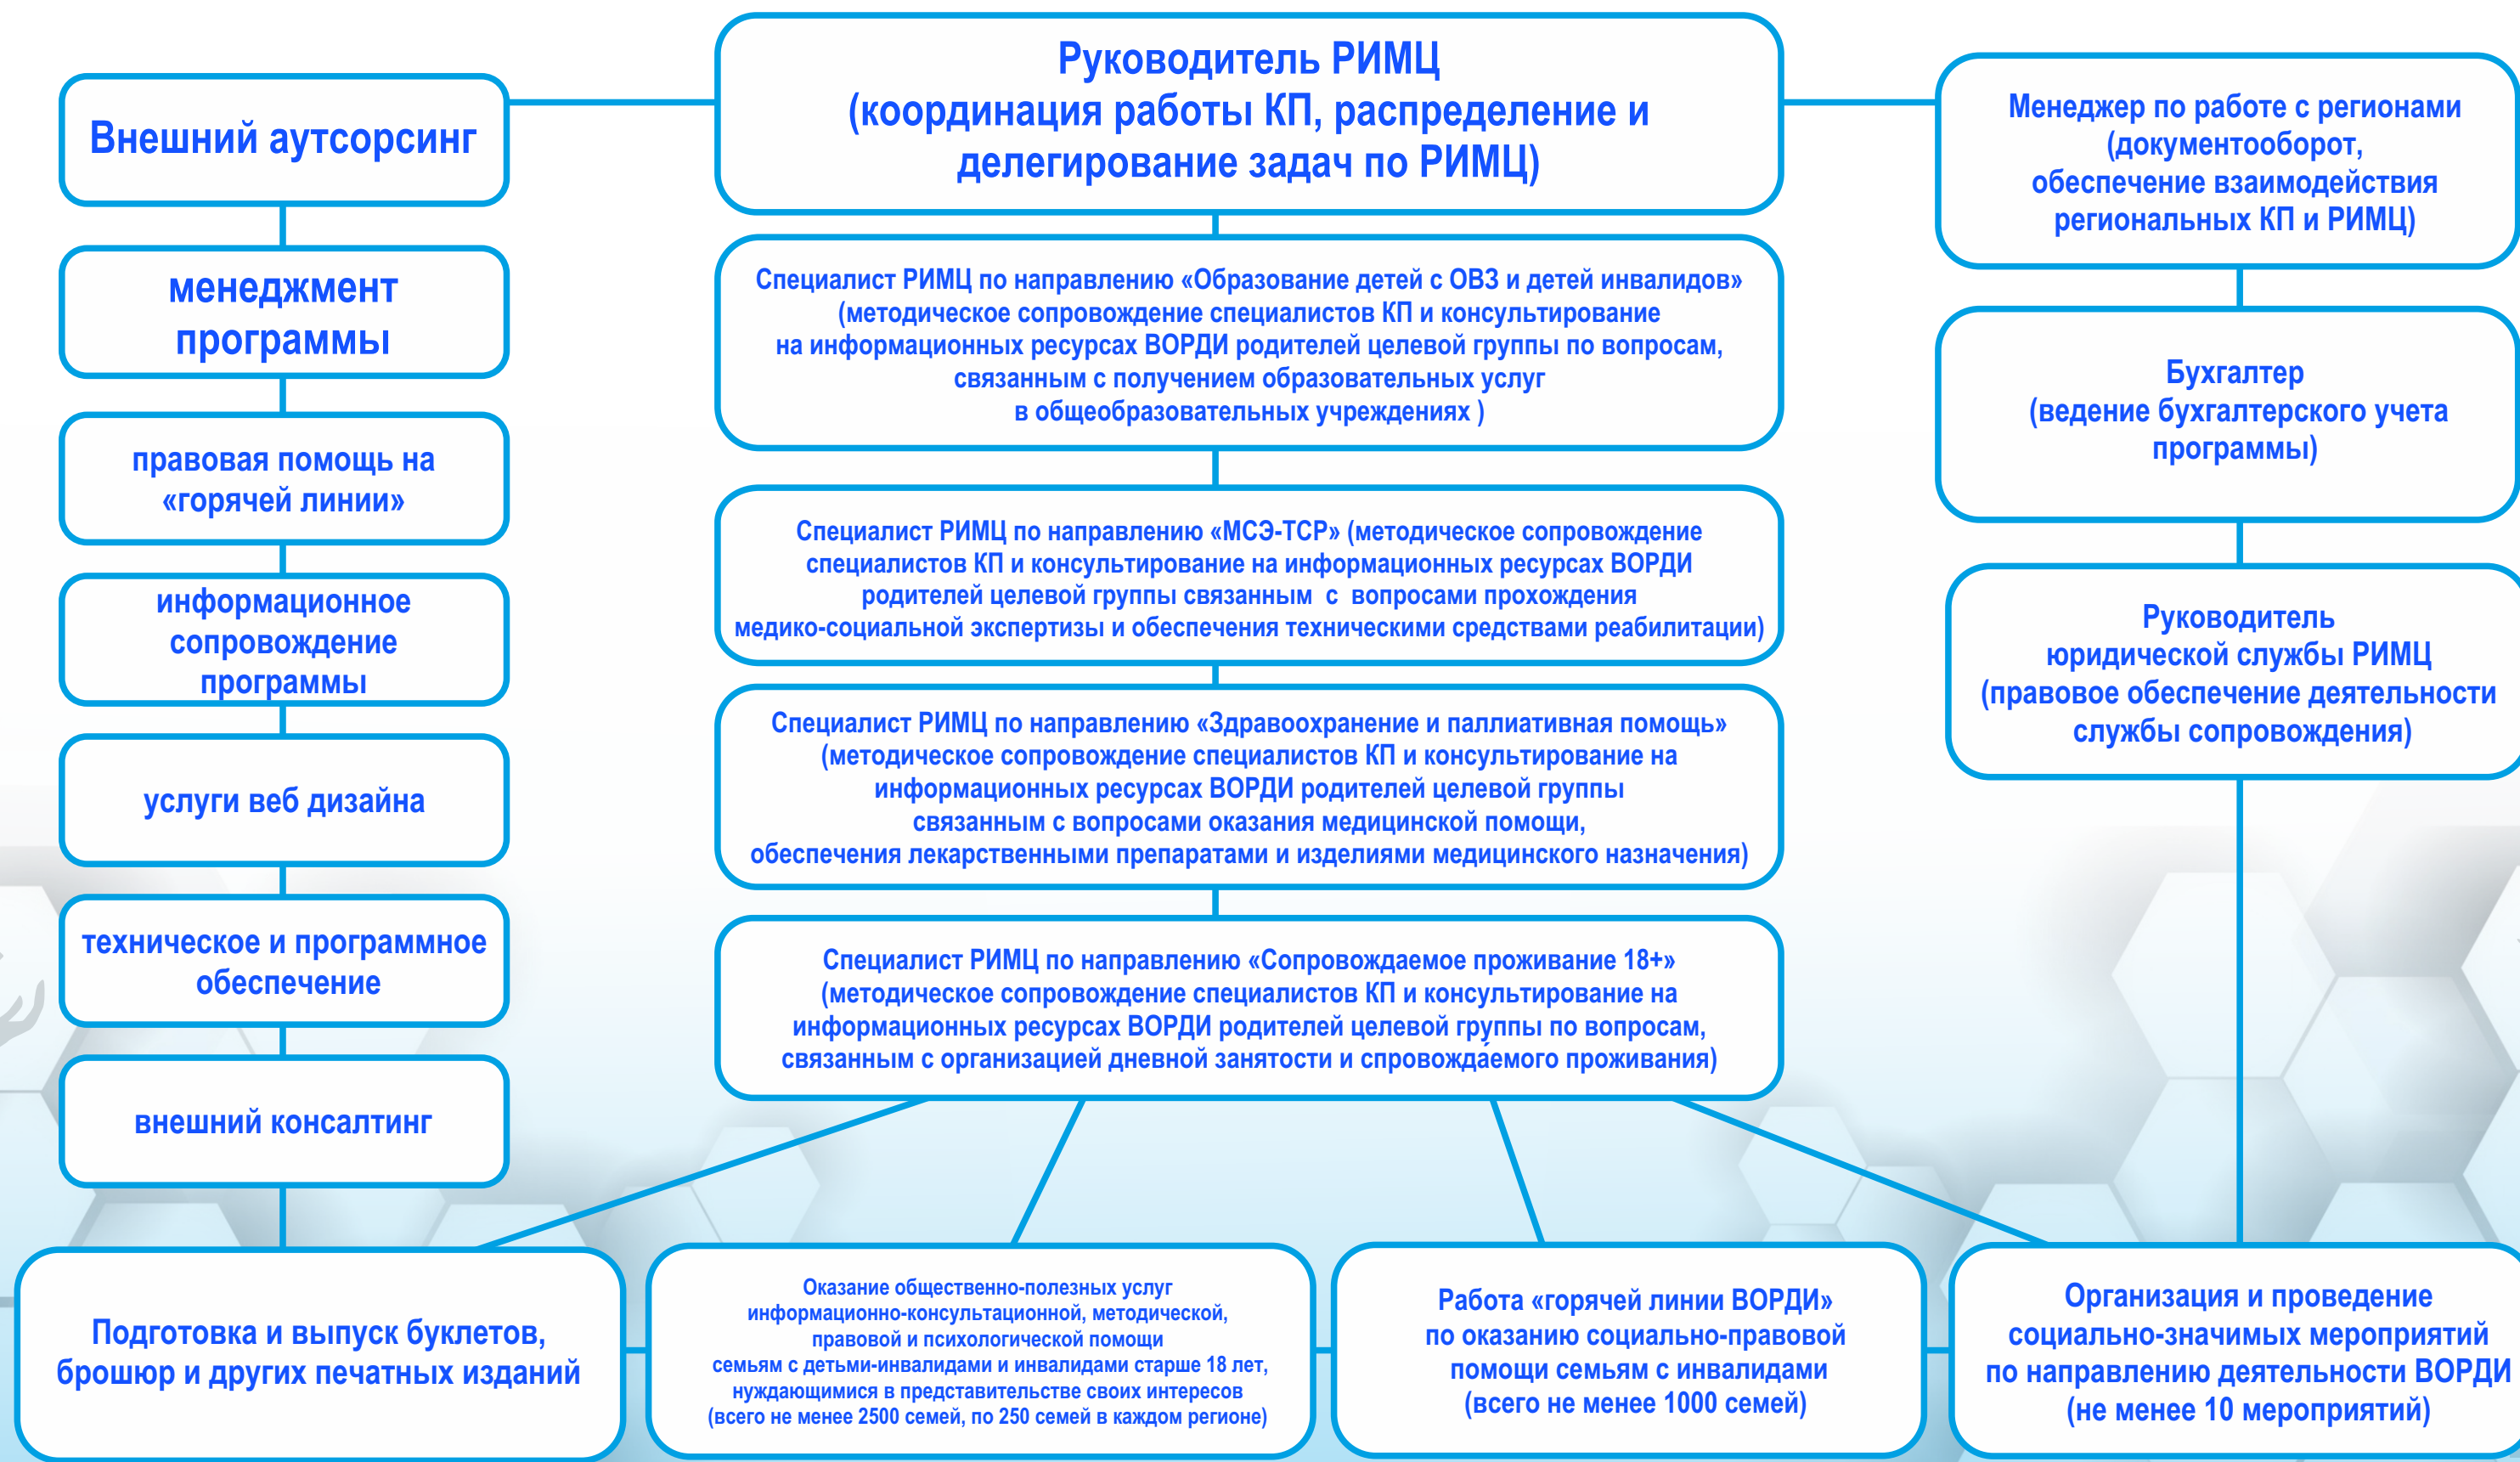 Внешний аутсорсинг
менеджмент
программы
правовая помощь на
«горячей линии»
информационное
сопровождение
программы
услуги веб дизайна
техническое и программное
обеспечение
внешний консалтинг
Руководитель РИМЦ
(координация работы КП, распределение и
делегирование задач по РИМЦ)
Специалист РИМЦ по направлению «Образование детей с ОВЗ и детей инвалидов»
(методическое сопровождение специалистов КП и консультирование
на информационных ресурсах ВОРДИ родителей целевой группы по вопросам,
связанным с получением образовательных услуг
в общеобразовательных учреждениях )
Специалист РИМЦ по направлению «МСЭ-ТСР» (методическое сопровождение
специалистов КП и консультирование на информационных ресурсах ВОРДИ
родителей целевой группы связанным с вопросами прохождения
медико-социальной экспертизы и обеспечения техническими средствами реабилитации)
Специалист РИМЦ по направлению «Здравоохранение и паллиативная помощь»
(методическое сопровождение специалистов КП и консультирование на
информационных ресурсах ВОРДИ родителей целевой группы
связанным с вопросами оказания медицинской помощи,
обеспечения лекарственными препаратами и изделиями медицинского назначения)
Специалист РИМЦ по направлению «Сопровождаемое проживание 18+»
(методическое сопровождение специалистов КП и консультирование на
информационных ресурсах ВОРДИ родителей целевой группы по вопросам,
связанным с организацией дневной занятости и спровожда́емого проживания)
Менеджер по работе с регионами
(документооборот,
обеспечение взаимодействия
региональных КП и РИМЦ)
Бухгалтер
(ведение бухгалтерского учета
программы)
Руководитель
юридической службы РИМЦ
(правовое обеспечение деятельности
службы сопровождения)
Подготовка и выпуск буклетов,
брошюр и других печатных изданий
Оказание общественно-полезных услуг
информационно-консультационной, методической,
правовой и психологической помощи
семьям с детьми-инвалидами и инвалидами старше 18 лет,
нуждающимися в представительстве своих интересов
(всего не менее 2500 семей, по 250 семей в каждом регионе)
Работа «горячей линии ВОРДИ»
по оказанию социально-правовой
помощи семьям с инвалидами
(всего не менее 1000 семей)
Организация и проведение
социально-значимых мероприятий
по направлению деятельности ВОРДИ
(не менее 10 мероприятий)